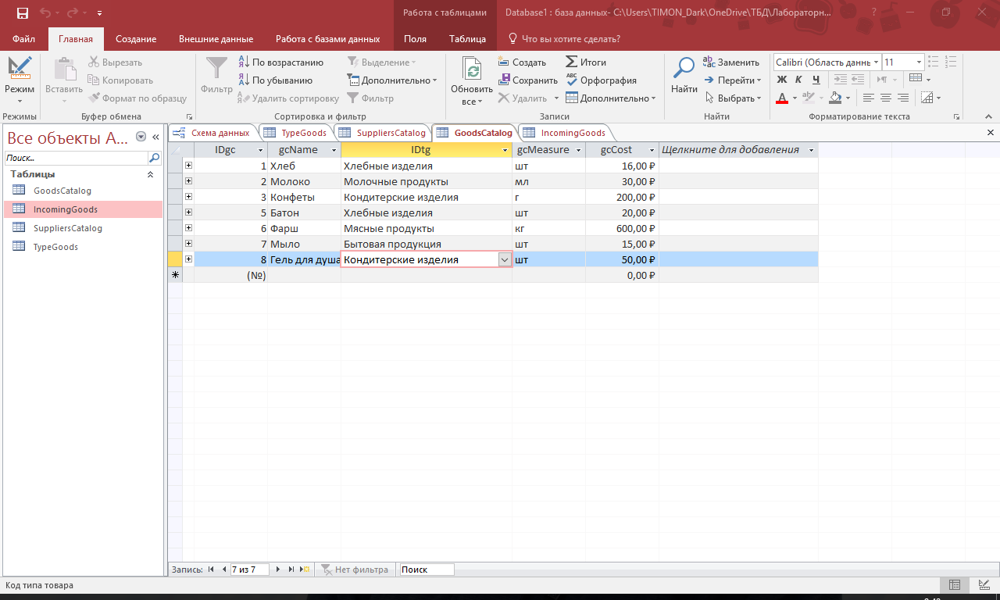 Работа с таблицами
Database1 : база данных- C:\Users\TIMON_Dark\OneDrive\ТБД\Лабораторн...
?
Файл
Главная
Создание
Внешние данные
Работа с базами данных
Поля
Таблица
Что вы хотите сделать?
Режим
Режимы
Вставить
Вырезать
Копировать
Формат по образцу
Буфер обмена
Фильтр
По возрастанию
По убыванию
Удалить сортировку
Выделение
Дополнительно
Фильтр
Сортировка и фильтр
Обновить
все
Создать
Сохранить
Удалить
Итоги
Орфография
Дополнительно
Записи
Найти
Заменить
Перейти
Выбрать
Найти
Calibri (Область данн
11
Ж К Ч
Форматирование текста
Все объекты A...
Поиск...
Таблицы
GoodsCatalog
IncomingGoods
SuppliersCatalog
TypeGoods
Схема данных
TypeGoods
SuppliersCatalog
GoodsCatalog
IncomingGoods
IDgc gcName IDtg gcMeasure gcCost Щелкните для добавления
1 Хлеб Хлебные изделия шт 16,00 ₽
2 Молоко Молочные продукты мл 30,00 ₽
3 Конфеты Кондитерские изделия г 200,00 ₽
5 Батон Хлебные изделия шт 20,00 ₽
6 Фарш Мясные продукты кг 600,00 ₽
7 Мыло Бытовая продукция шт 15,00 ₽
8 Гель для душа Кондитерские изделия шт 50,00 ₽
(№) 0,00 ₽
Запись: 7 из 7 Нет фильтра Поиск
Код типа товара